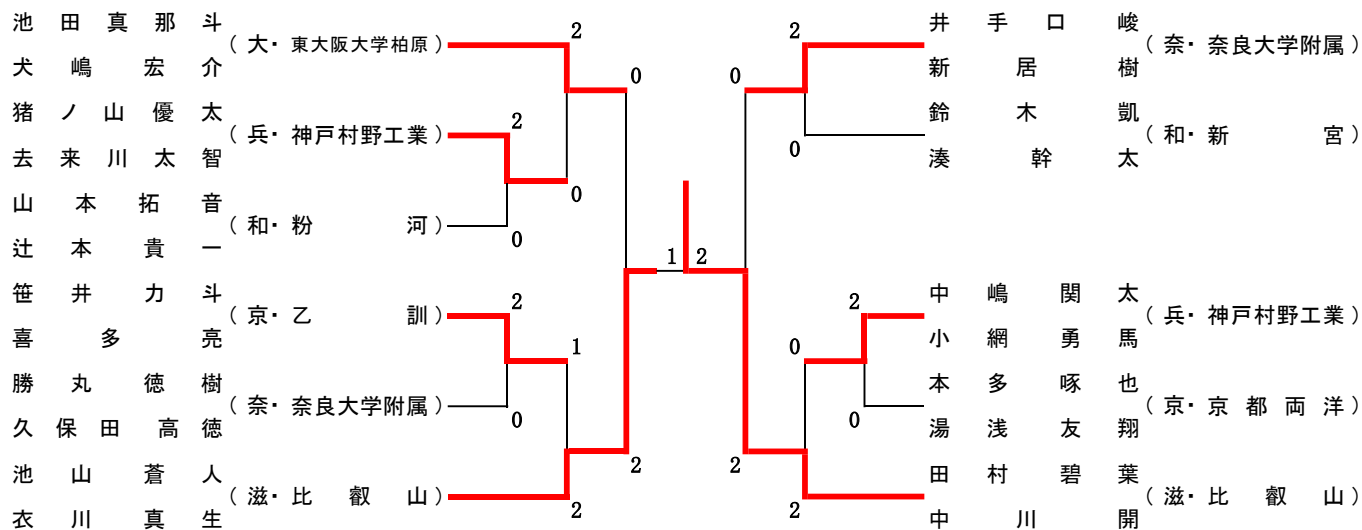 池田真那斗
(大・東大阪大学柏原)
犬嶋宏介
猪ノ山優太
(兵・神戸村野工業)
去来川太智
山本拓音
(和・粉河)
辻本貴一
笹井力斗
(京・乙訓)
喜多亮
勝丸徳樹
(奈・奈良大学附属)
久保田高徳
池山蒼人
(滋・比叡山)
衣川真生
2
0
2
0
0
2
1
0
2
2
1 2
2
0
0
2
0
0
2
2
井手口峻
(奈・奈良大学附属)
新居樹
鈴木凱
(和・新宮)
湊幹太
中嶋関太
(兵・神戸村野工業)
小網勇馬
本多啄也
(京・京都両洋)
湯浅友翔
田村碧葉
(滋・比叡山)
中川開